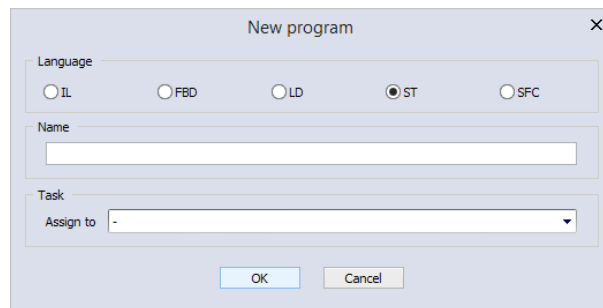 New program
Language
IL FBD LD ST SFC
Name
Task
Assign to -
OK Cancel